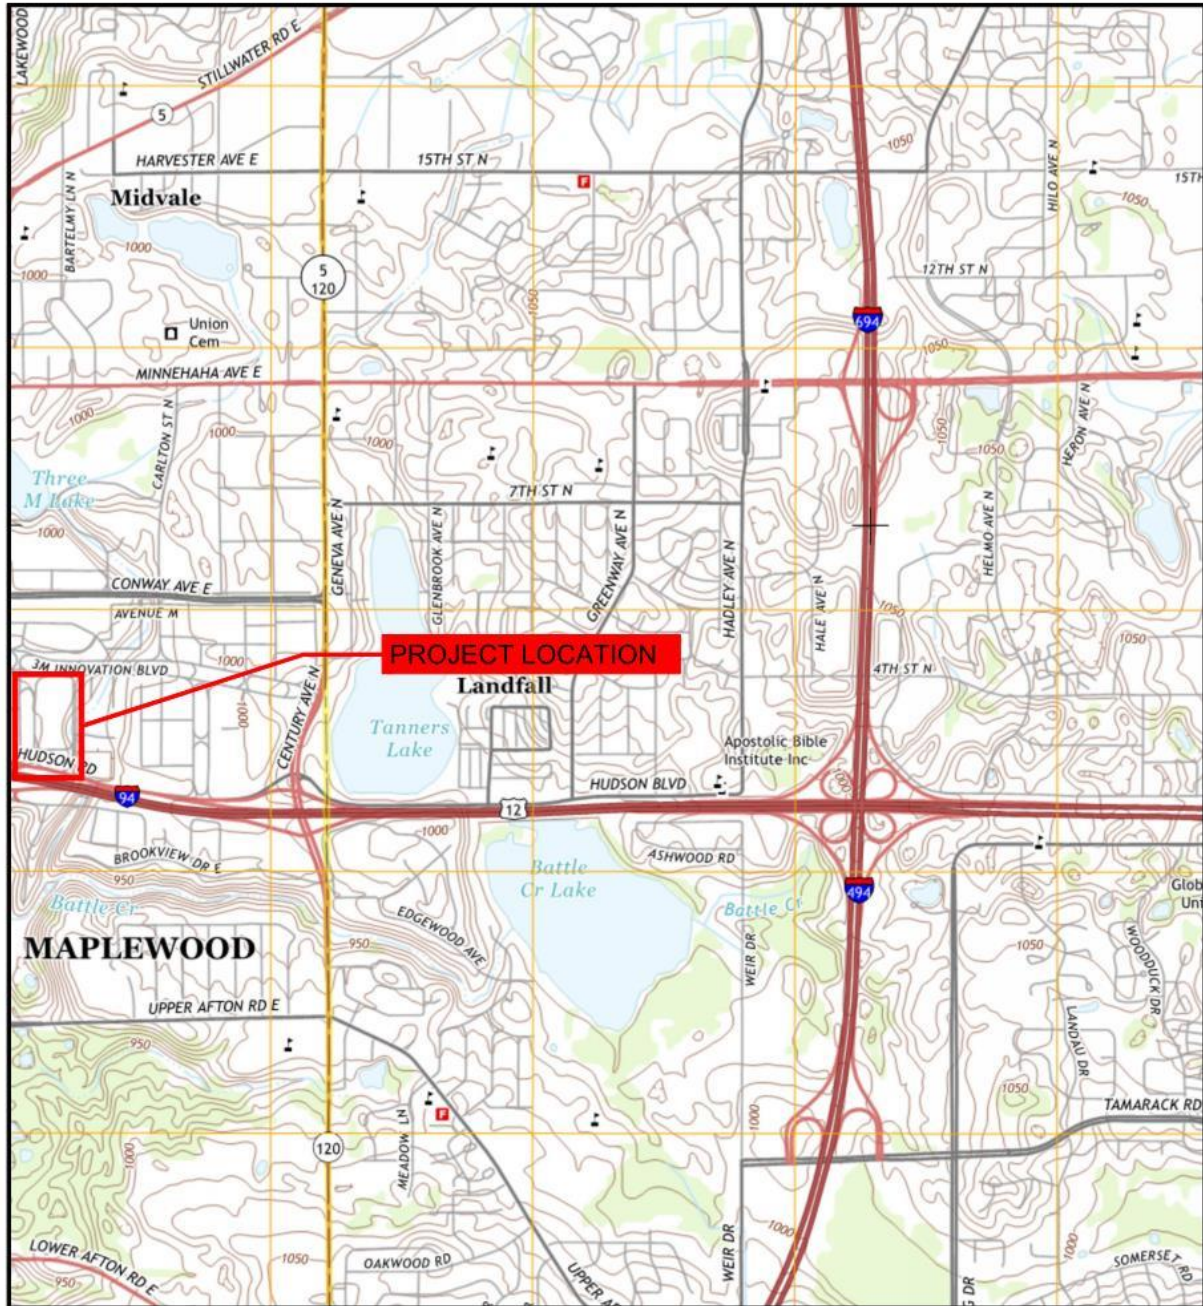 LAKEWOOD
STILLWATER RD E
5
HARVESTER AVE E
15TH ST N
1050
HILO AVE N
15TH
1050
Midvale
BARTELMY LN N
1000
1000
5
120
1050
12TH ST N
Union
Cem
694
1050
MINNEHAHA AVE E
1000
CARLTON ST N
1000
1000
1050
1050
HERON AVE N
Three
M Lake
7TH ST N
1000
GENEVA AVE N
GLENBROOK AVE N
GREENWAY AVE N
HADLEY AVE N
HELMO AVE N
CONWAY AVE E
AVENUE M
HALE AVE N
1050
1050
PROJECT LOCATION
3M INNOVATION BLVD
1000
4TH ST N
Landfall
1000
CENTURY AVE N
Tanners
Lake
Apostolic Bible
Institute Inc
HUDSON RD
1000
HUDSON BLVD
94
12
1000
ASHWOOD RD
BROOKVIEW DR E
950
Battle
Cr Lake
494
Glob
Uni
Battle Cr
Battle Cr
EDGEWOOD AVE
950
MAPLEWOOD
WEIR DR
1050
WOODDUCK DR
UPPER AFTON RD E
LANDAU DR
950
1050
TAMARACK RD
1000
120
MEADOW LN
1000
1000
LOWER AFTON RD E
1050
OAKWOOD RD
UPPER AF
WEIR DR
1000
SOMERSET RD
950
G DR